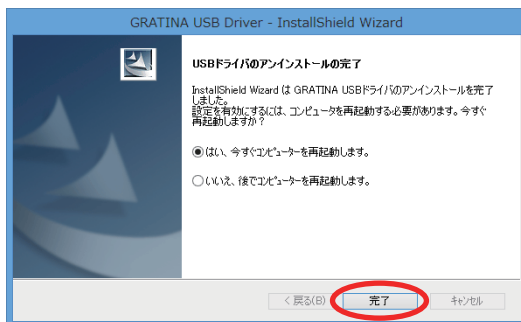 GRATINA USB Driver - InstallShield Wizard
USBドライバのアンインストールの完了
InstallShield Wizard は GRATINA USBドライバのアンインストールを完了
しました。
設定を有効にするには、コンピュータを再起動する必要があります。今すぐ
再起動しますか？
はい、今すぐコンピューターを再起動します。
いいえ、後でコンピューターを再起動します。
< 戻る(B)
完了
キャンセル